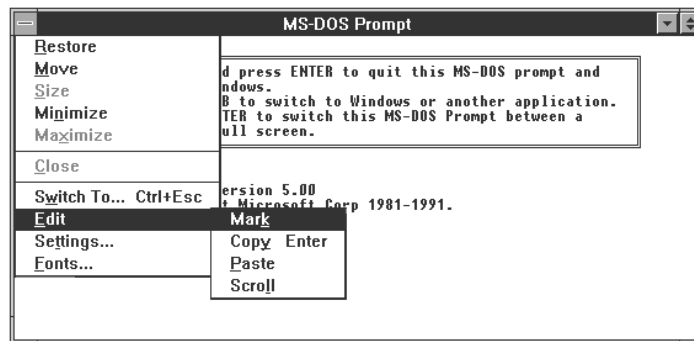 MS-DOS Prompt
Restore
Move
Size
Minimize
Maximize
Close
Switch To... Ctrl+Esc
Edit
Settings...
Fonts...
Mark
Copy Enter
Paste
Scroll
d press ENTER to quit this MS-DOS prompt and
ndows.
B to switch to Windows or another application.
TER to switch this MS-DOS Prompt between a
ull screen.
ersion 5.00
t Microsoft Corp 1981-1991.